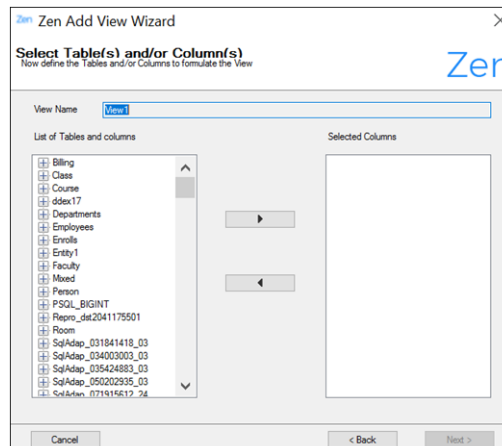 Zen Zen Add View Wizard
Select Table(s) and/or Column(s)
Now define the Tables and/or Columns to formulate the View
Zen
View Name View1
List of Tables and columns Selected Columns
Billing
Class
Course
ddex17
Departments
Employees
Enrolls
Entity1
Faculty
Mixed
Person
PSQL_BIGINT
Repro_dst2041175501
Room
SqlAdap_031841418_03
SqlAdap_034003003_03
SqlAdap_035424883_03
SqlAdap_050202935_03
SqlAdap_071915612_24
Cancel < Back Next >